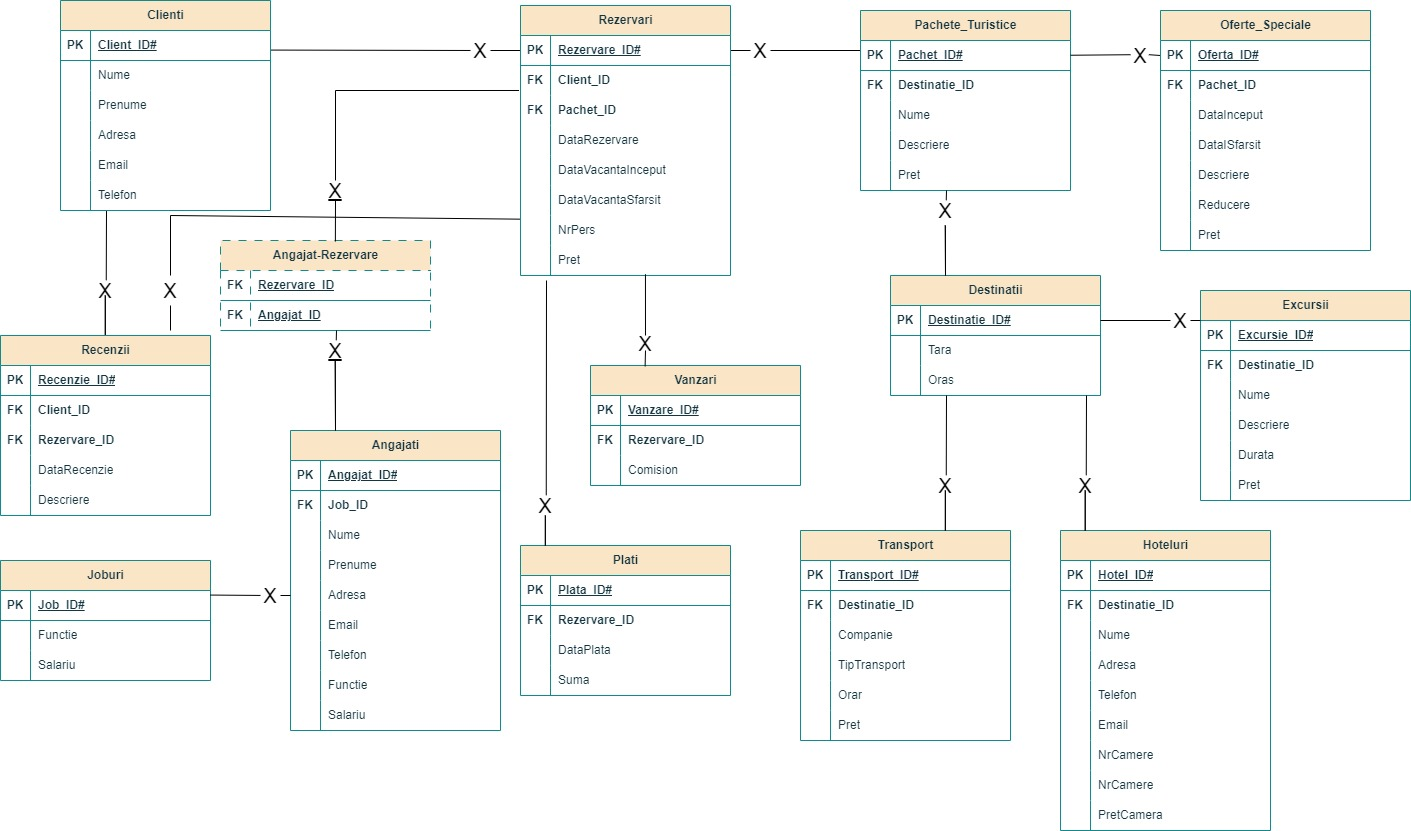 Clienti
PK Client_ID#
Nume
Prenume
Adresa
Email
Telefon
Rezervari
PK Rezervare_ID#
FK Client_ID
FK Pachet_ID
DataRezervare
DataVacantaInceput
DataVacantaSfarsit
NrPers
Pret
Pachete_Turistice
PK Pachet_ID#
FK Destinatie_ID
Nume
Descriere
Pret
Oferte_Speciale
PK Oferta_ID#
FK Pachet_ID
DataInceput
DatalSfarsit
Descriere
Reducere
Pret
X
X
X
X
X
X
X
Angajat-Rezervare
FK Rezervare_ID
FK Angajat_ID
X
Destinatii
PK Destinatie_ID#
Tara
Oras
X
Excursii
PK Excursie_ID#
FK Destinatie_ID
Nume
Descriere
Durata
Pret
Recenzii
PK Recenzie_ID#
FK Client_ID
FK Rezervare_ID
DataRecenzie
Descriere
X
Vanzari
PK Vanzare_ID#
FK Rezervare_ID
Comision
Angajati
PK Angajat_ID#
FK Job_ID
Nume
Prenume
Adresa
Email
Telefon
Functie
Salariu
X
X
X
Joburi
PK Job_ID#
Functie
Salariu
X
Plati
PK Plata_ID#
FK Rezervare_ID
DataPlata
Suma
Transport
PK Transport_ID#
FK Destinatie_ID
Companie
TipTransport
Orar
Pret
Hoteluri
PK Hotel_ID#
FK Destinatie_ID
Nume
Adresa
Telefon
Email
NrCamere
NrCamere
PretCamera